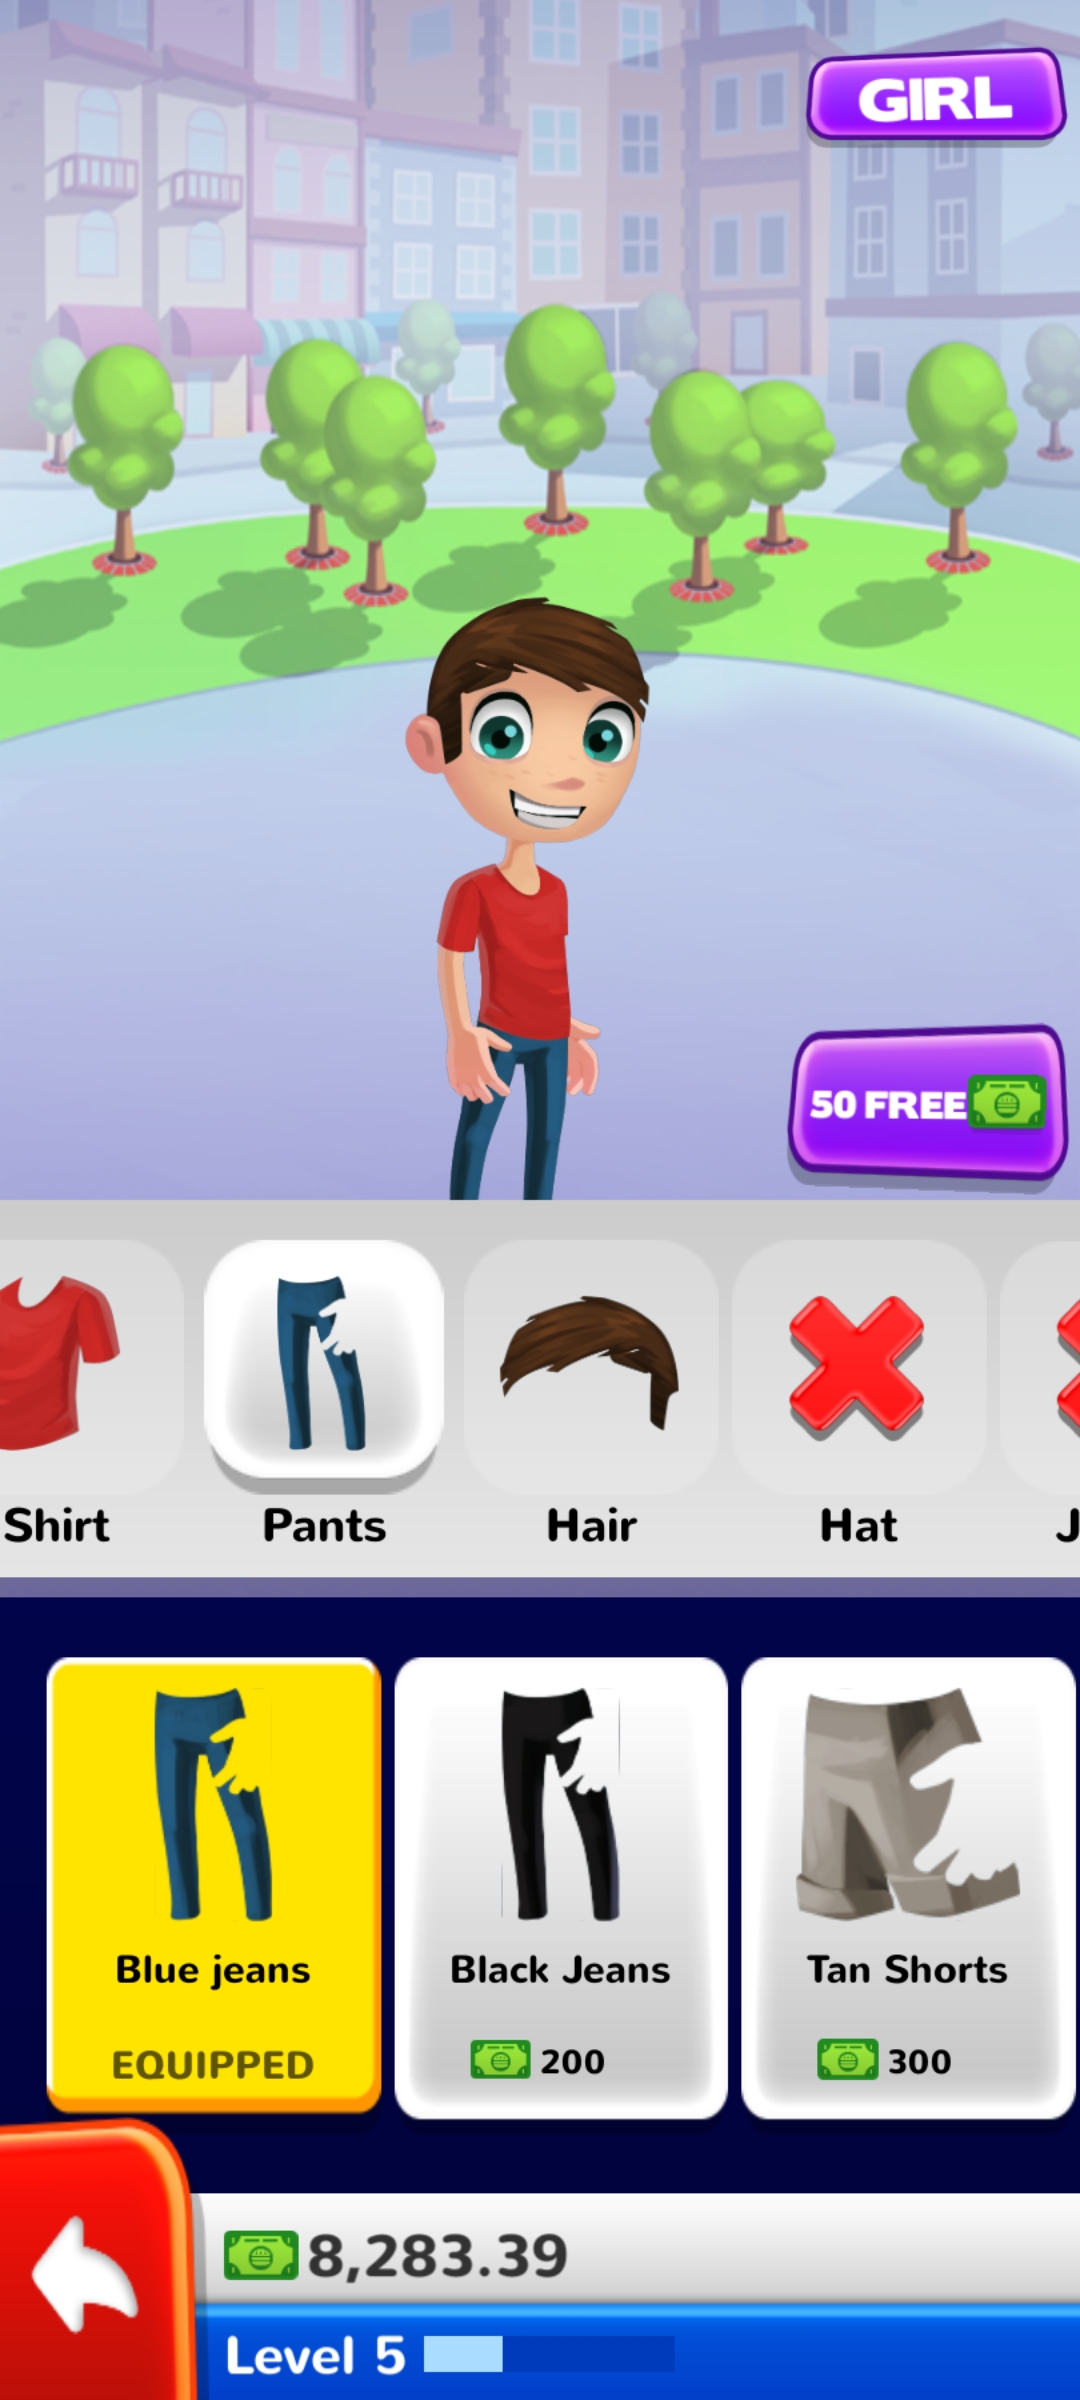 GIRL
50 FREE
Shirt
Pants
Hair
Hat
J
Blue jeans
Black Jeans
Tan Shorts
EQUIPPED
200
300
8,283.39
Level 5